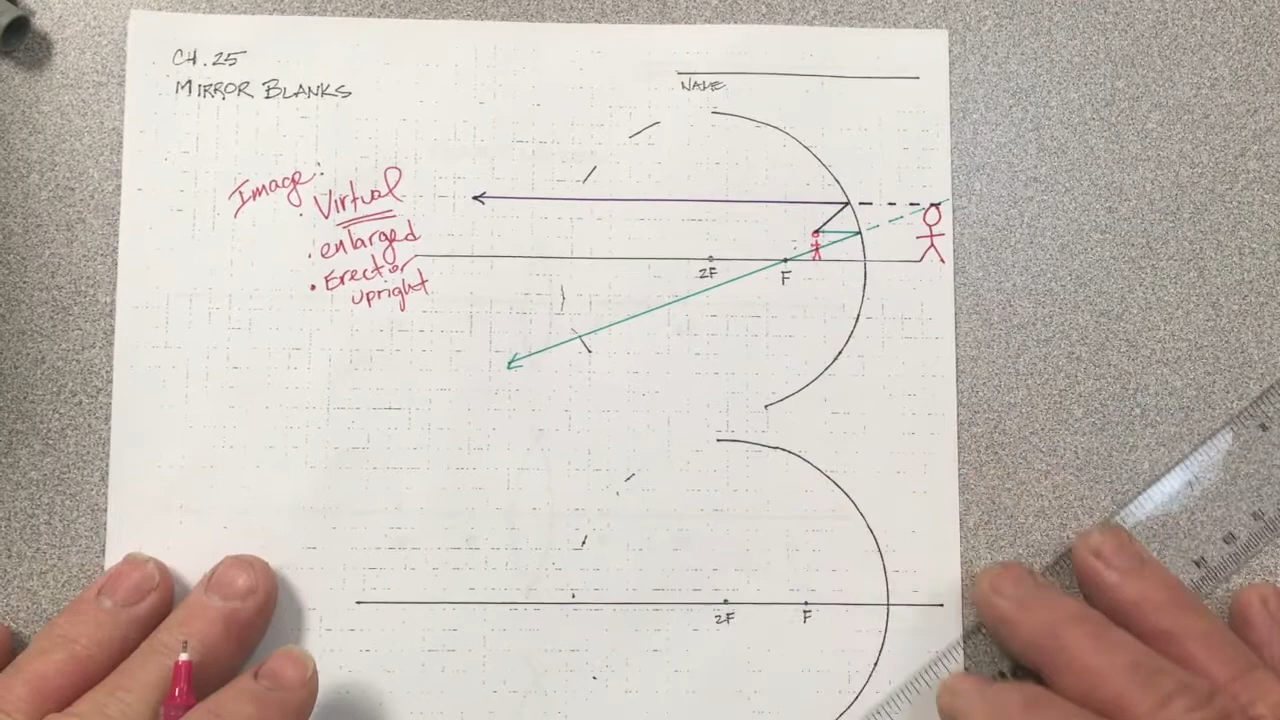 CH. 25
MIRROR BLANKS
NAME
Image:
· Virtual
· enlarged
· Erect or
upright
2F
F
2F
F